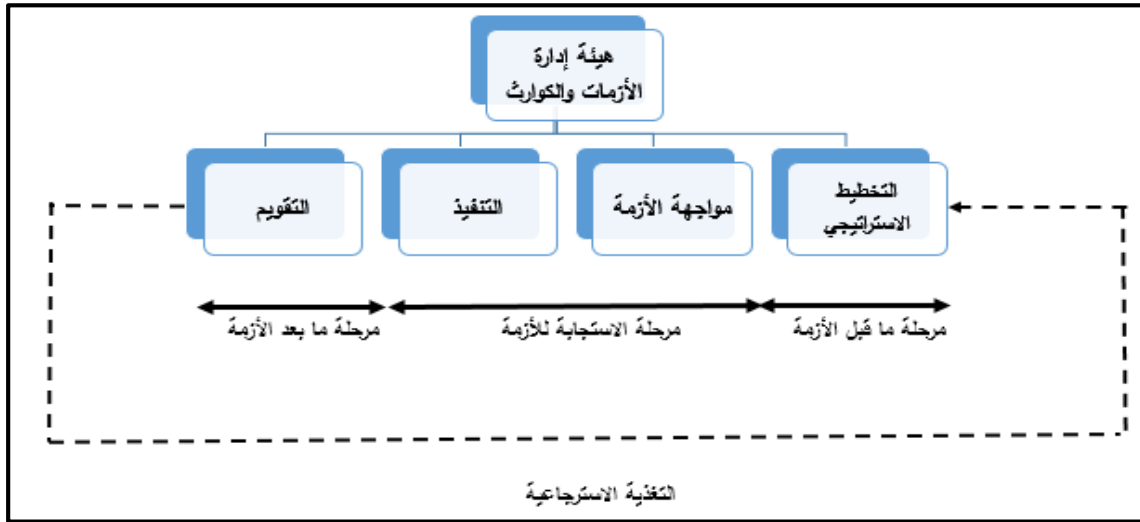 هيئة إدارة
الأزمات والكوارث
التخطيط
الاستراتيجي
مواجهة الأزمة
التنفيذ
التقويم
مرحلة ما قبل الأزمة
مرحلة الاستجابة للأزمة
مرحلة ما بعد الأزمة
التغذية الاسترجاعية